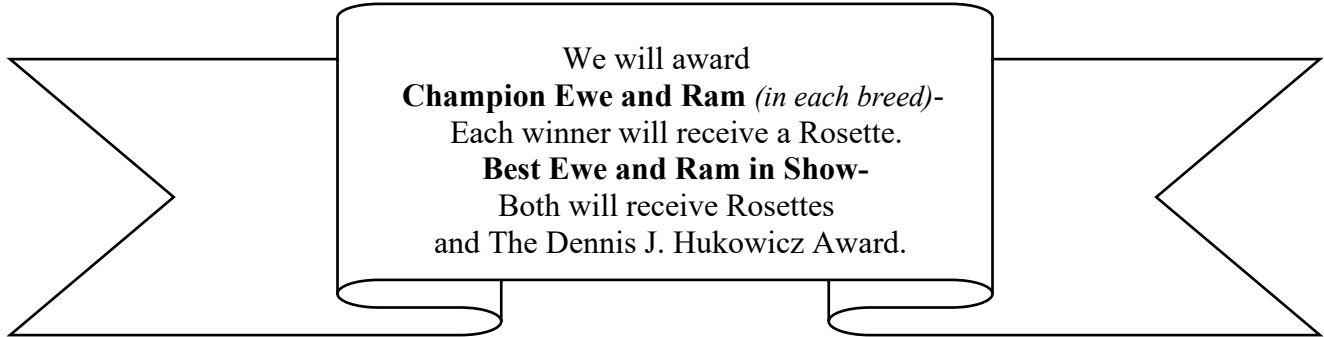 We will award
Champion Ewe and Ram (in each breed)-
Each winner will receive a Rosette.
Best Ewe and Ram in Show-
Both will receive Rosettes
and The Dennis J. Hukowicz Award.